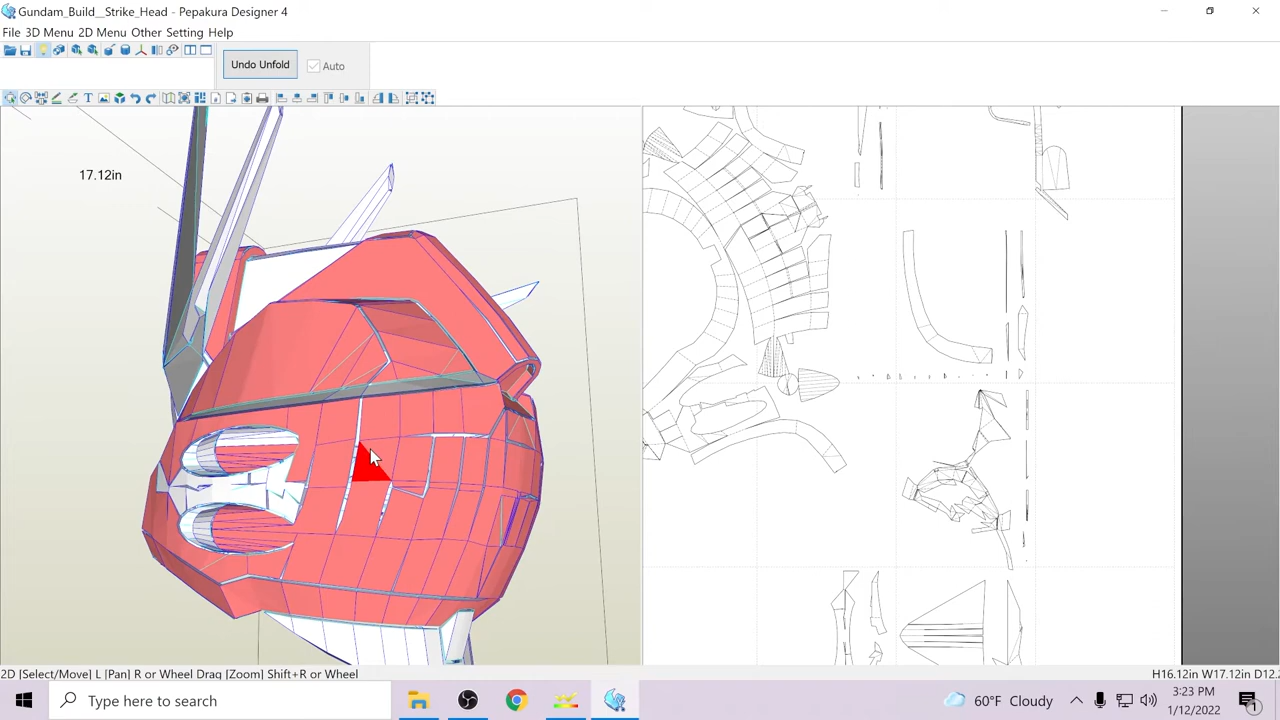 Gundam_Build__Strike_Head - Pepakura Designer 4
File 3D Menu 2D Menu Other Setting Help
Undo Unfold
Auto
17.12in
2D [Select/Move] L [Pan] R or Wheel Drag [Zoom] Shift+R or Wheel
H16.12in W17.12in D12.
Type here to search
60°F Cloudy
3:23 PM
1/12/2022
1